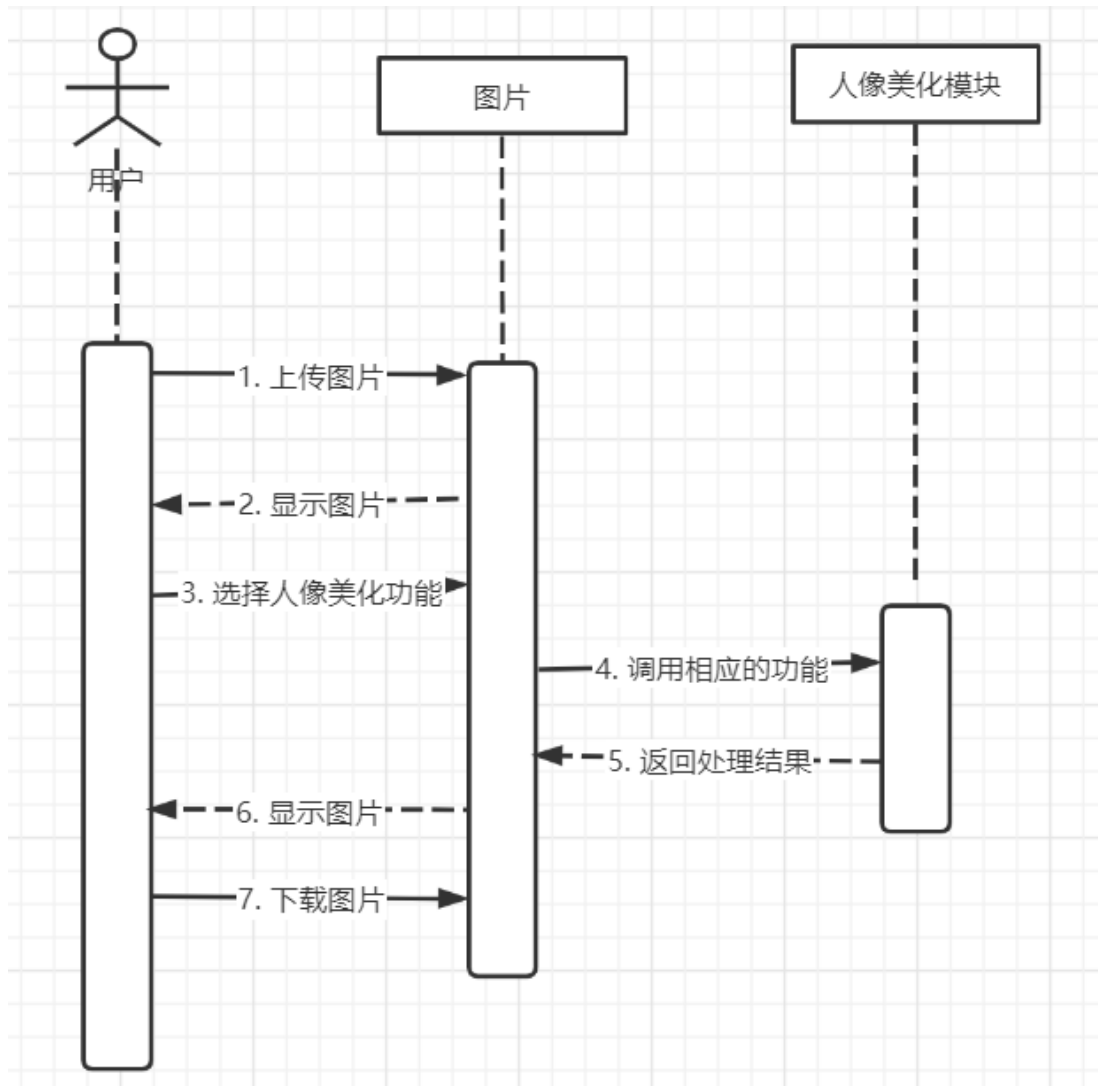 用户
图片
人像美化模块
1. 上传图片
2. 显示图片
3. 选择人像美化功能
4. 调用相应的功能
5. 返回处理结果
6. 显示图片
7. 下载图片